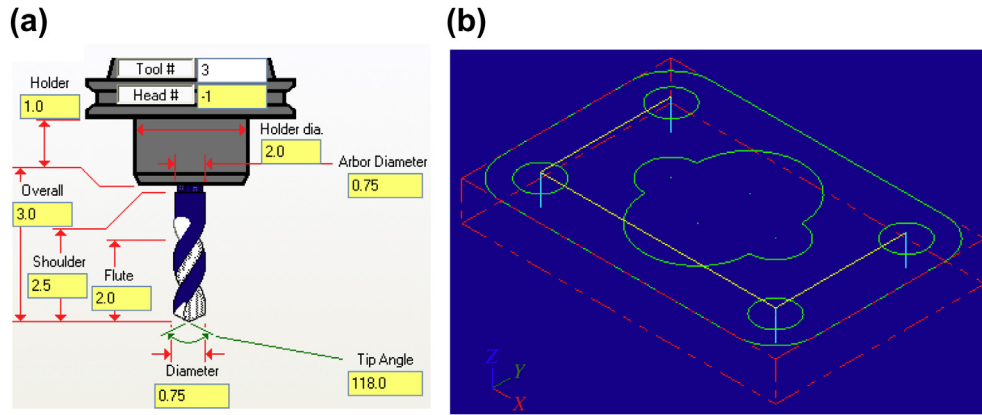 (a)
(b)
Tool # 3
Head # -1
Holder
1.0
Holder dia.
2.0
Arbor Diameter
0.75
Overall
3.0
Shoulder
2.5
Flute
2.0
Tip Angle
118.0
Diameter
0.75
Z
Y
X